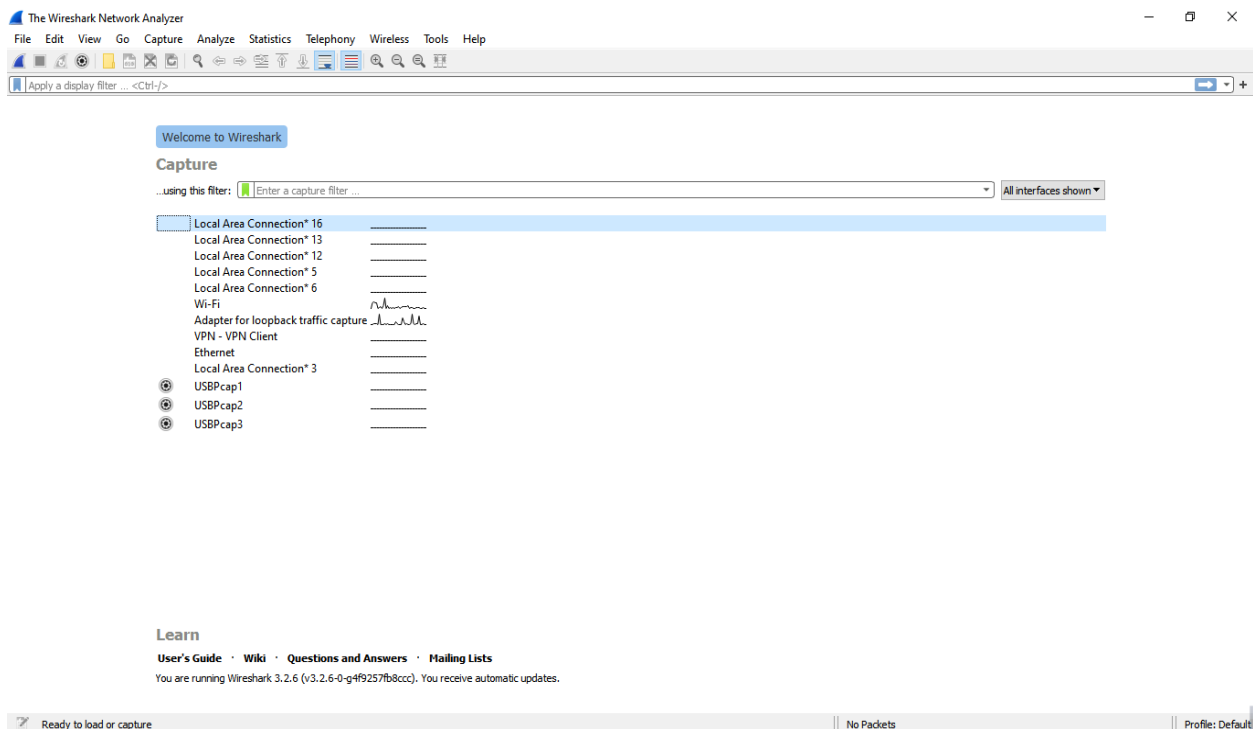 The Wireshark Network Analyzer
File Edit View Go Capture Analyze Statistics Telephony Wireless Tools Help
Apply a display filter ... <Ctrl-/>
+
Welcome to Wireshark
Capture
...using this filter: Enter a capture filter ... All interfaces shown
Local Area Connection* 16
Local Area Connection* 13
Local Area Connection* 12
Local Area Connection* 5
Local Area Connection* 6
Wi-Fi
Adapter for loopback traffic capture
VPN - VPN Client
Ethernet
Local Area Connection* 3
USBPcap1
USBPcap2
USBPcap3
Learn
User's Guide · Wiki · Questions and Answers · Mailing Lists
You are running Wireshark 3.2.6 (v3.2.6-0-g4f9257fb8ccc). You receive automatic updates.
Ready to load or capture No Packets Profile: Default